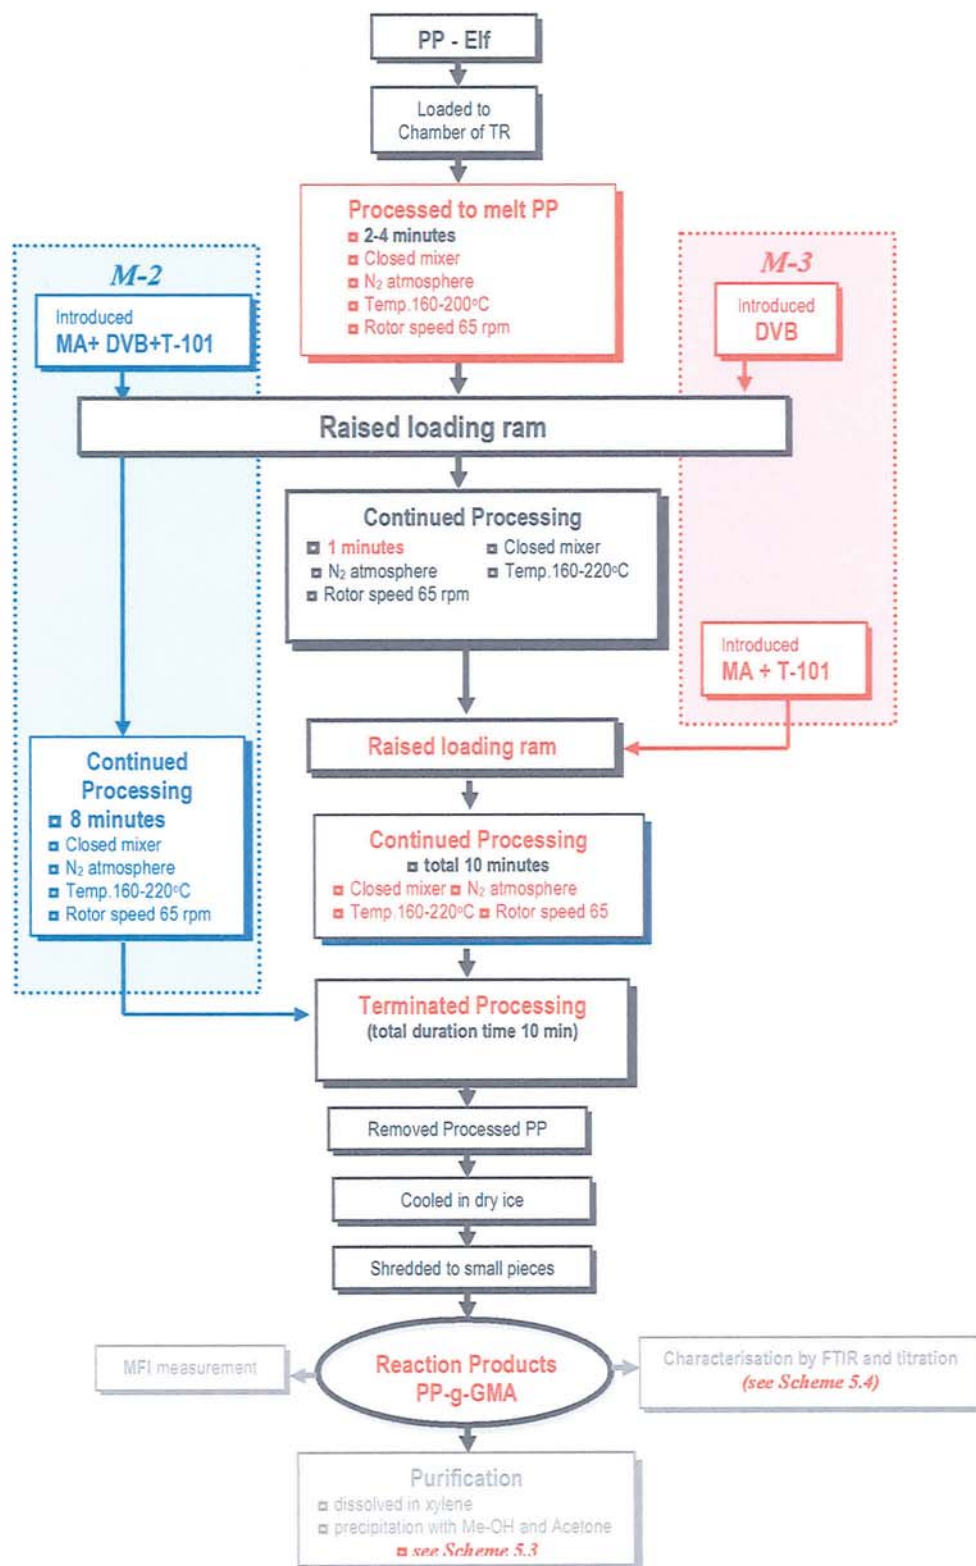 PP - Elf
Loaded to
Chamber of TR
Processed to melt PP
2-4 minutes
Closed mixer
N₂ atmosphere
Temp.160-200ºC
Rotor speed 65 rpm
M-2
Introduced
MA+ DVB+T-101
M-3
Introduced
DVB
Raised loading ram
Continued Processing
1 minutes
Closed mixer
N₂ atmosphere
Temp.160-220ºC
Rotor speed 65 rpm
Introduced
MA + T-101
Raised loading ram
Continued
Processing
8 minutes
Closed mixer
N₂ atmosphere
Temp.160-220ºC
Rotor speed 65 rpm
Continued Processing
total 10 minutes
Closed mixer N₂ atmosphere
Temp.160-220ºC Rotor speed 65
Terminated Processing
(total duration time 10 min)
Removed Processed PP
Cooled in dry ice
Shredded to small pieces
MFI measurement
Reaction Products
PP-g-GMA
Characterisation by FTIR and titration
(see Scheme 5.4)
Purification
dissolved in xylene
precipitation with Me-OH and Acetone
see Scheme 5.3